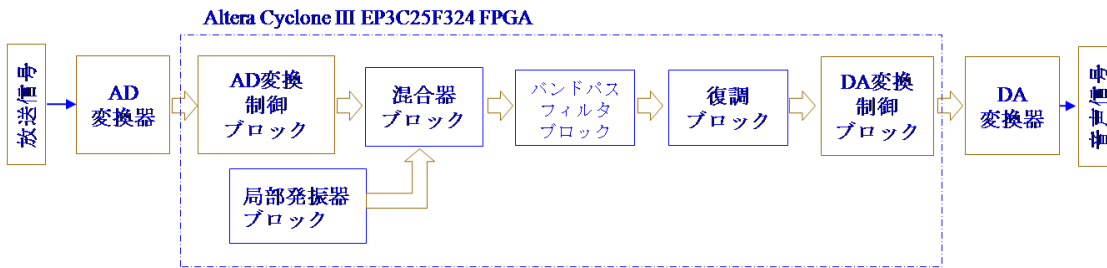 Altera Cyclone III EP3C25F324 FPGA
放送信号
AD
変換器
AD変換
制御
ブロック
混合器
ブロック
バンドパス
フィルタ
ブロック
復調
ブロック
DA変換
制御
ブロック
DA
変換器
音声信号
局部発振器
ブロック